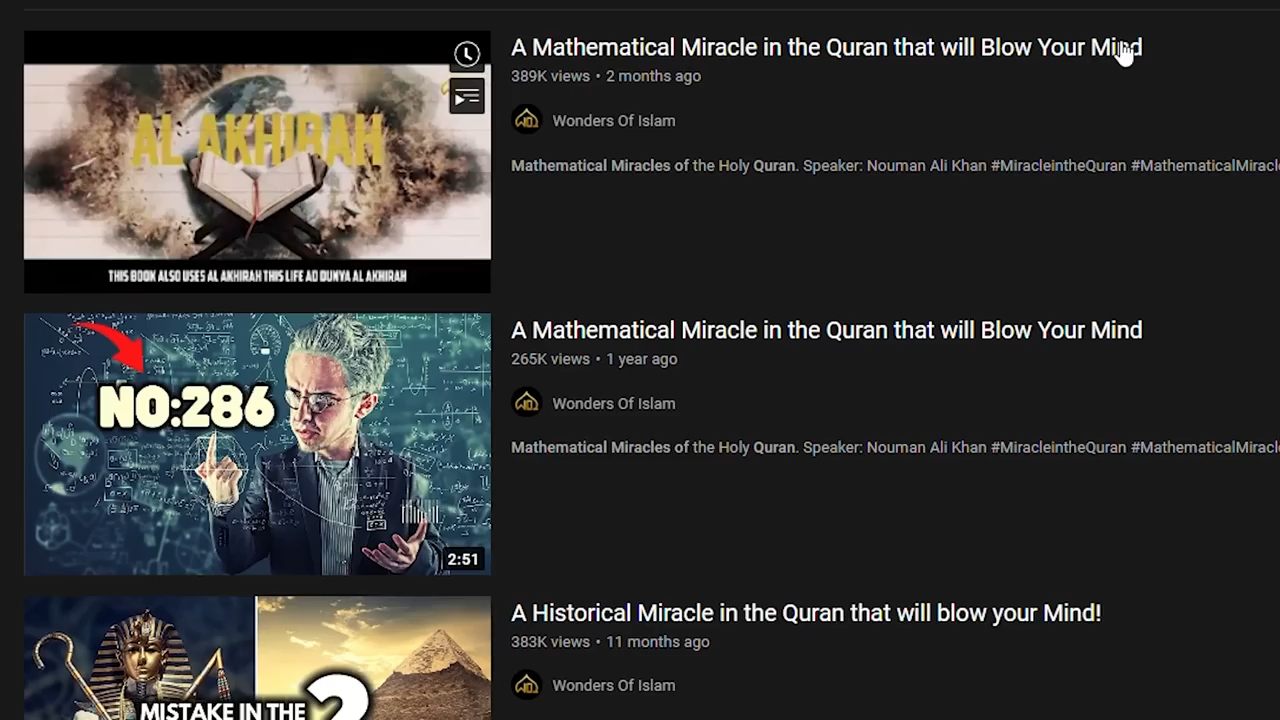 A Mathematical Miracle in the Quran that will Blow Your Mind
389K views • 2 months ago
Wonders Of Islam
Mathematical Miracles of the Holy Quran. Speaker: Nouman Ali Khan #MiracleintheQuran #MathematicalMiracle
AL AKHIRAH
THIS BOOK ALSO USES AL AKHIRAH THIS LIFE AD DUNYA AL AKHIRAH
A Mathematical Miracle in the Quran that will Blow Your Mind
265K views • 1 year ago
Wonders Of Islam
Mathematical Miracles of the Holy Quran. Speaker: Nouman Ali Khan #MiracleintheQuran #MathematicalMiracle
NO:286
2:51
A Historical Miracle in the Quran that will blow your Mind!
383K views • 11 months ago
Wonders Of Islam
MISTAKE IN THE
?